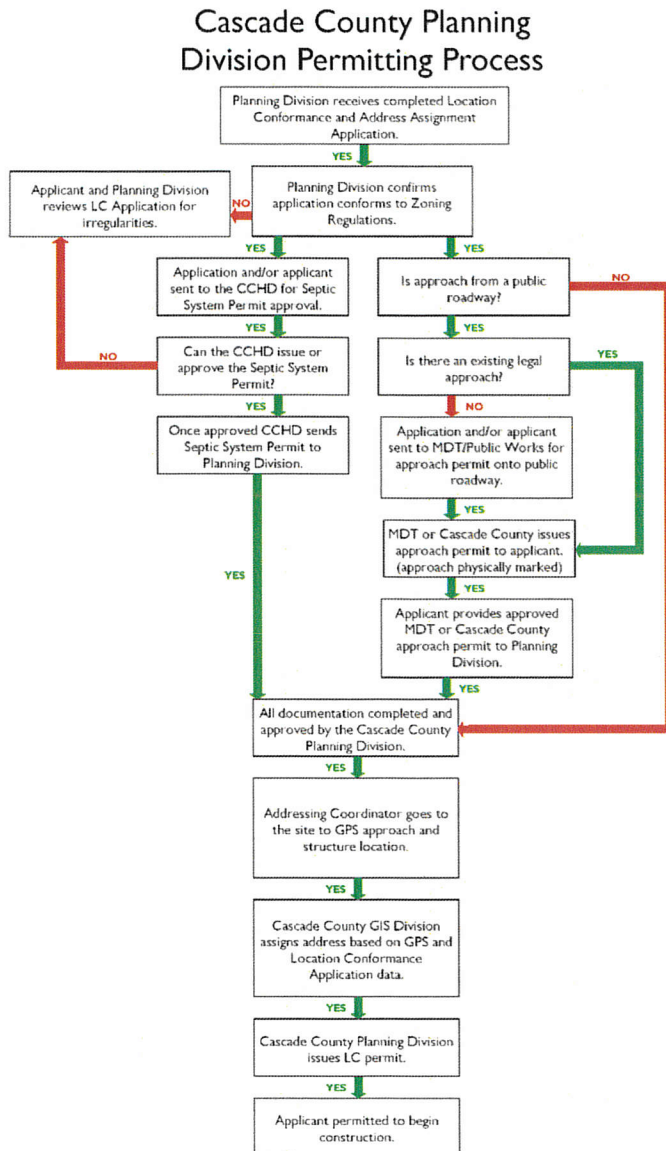 Cascade County Planning
Division Permitting Process
Planning Division receives completed Location
Conformance and Address Assignment
Application.
YES
Applicant and Planning Division
reviews LC Application for
irregularities.
NO
Planning Division confirms
application conforms to Zoning
Regulations.
YES
YES
Application and/or applicant
sent to the CCHD for Septic
System Permit approval.
Is approach from a public
roadway?
NO
YES
YES
NO
Can the CCHD issue or
approve the Septic System
Permit?
Is there an existing legal
approach?
YES
YES
NO
Once approved CCHD sends
Septic System Permit to
Planning Division.
Application and/or applicant
sent to MDT/Public Works for
approach permit onto public
roadway.
YES
MDT or Cascade County issues
approach permit to applicant.
(approach physically marked)
YES
YES
Applicant provides approved
MDT or Cascade County
approach permit to Planning
Division.
YES
All documentation completed and
approved by the Cascade County
Planning Division.
YES
Addressing Coordinator goes to
the site to GPS approach and
structure location.
YES
Cascade County GIS Division
assigns address based on GPS and
Location Conformance
Application data.
YES
Cascade County Planning Division
issues LC permit.
YES
Applicant permitted to begin
construction.